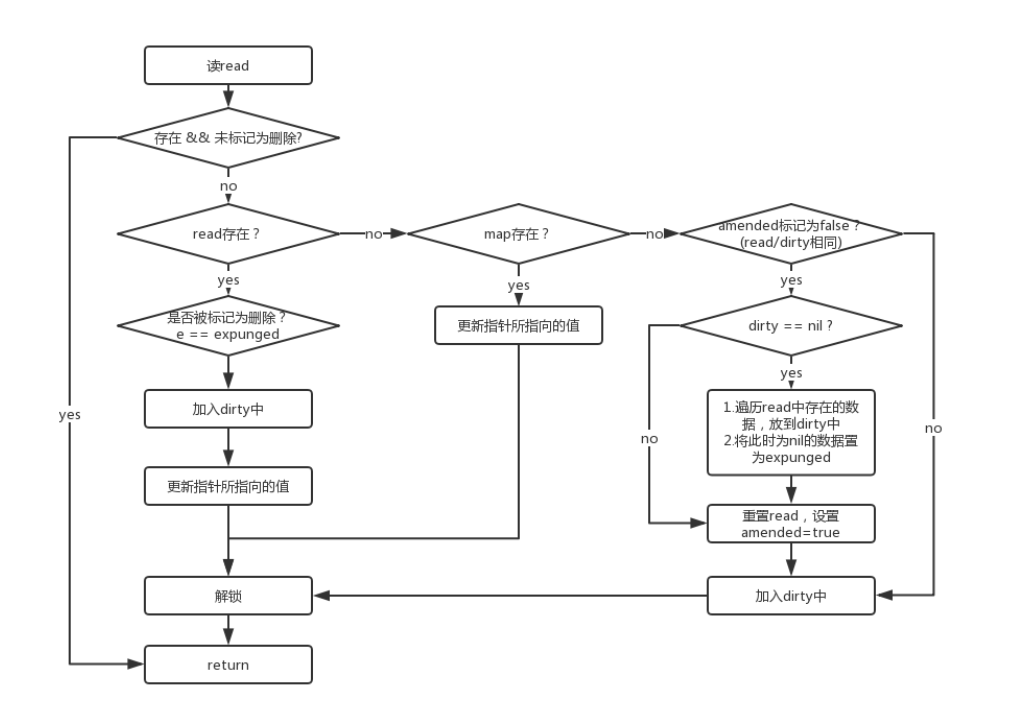 读read
存在 && 未标记为删除?
no
read存在？
no
map存在？
no
amended标记为false？
(read/dirty相同)
yes
yes
yes
是否被标记为删除？
e == expunged
更新指针所指向的值
dirty == nil ?
yes
加入dirty中
1.遍历read中存在的数
据，放到dirty中
2.将此时为nil的数据置
为expunged
yes
no
no
更新指针所指向的值
重置read，设置
amended=true
解锁
加入dirty中
return